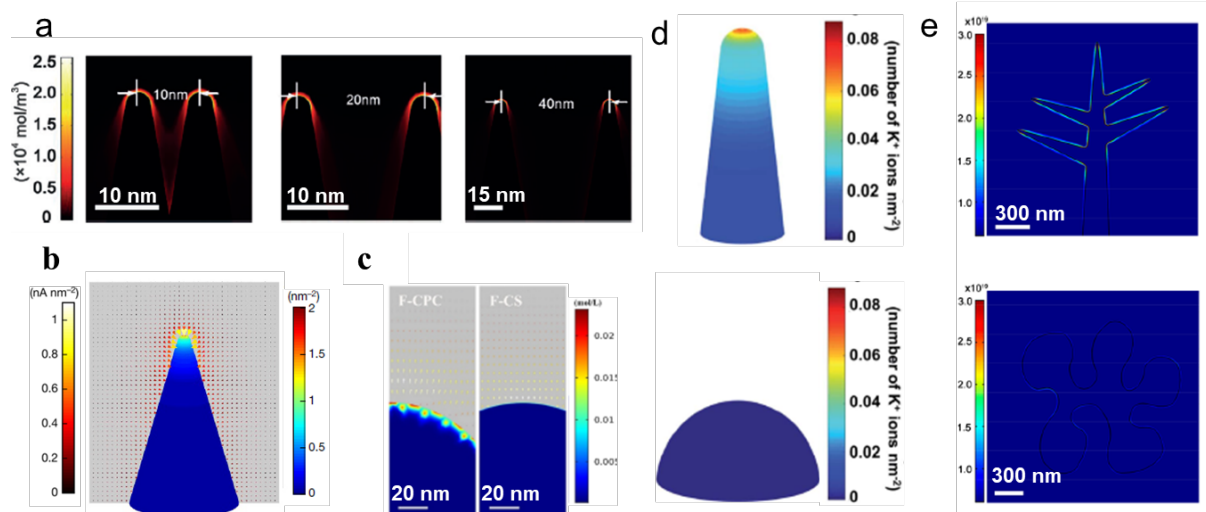 a
2.5
2.0
1.5
1.0
0.5
0
(×10⁴ mol/m³)
10nm
10 nm
20nm
10 nm
40nm
15 nm
b
(nA nm⁻²)
1
0.8
0.6
0.4
0.2
0
(nm⁻²)
2
1.5
1
0.5
0
c
F-CPC
20 nm
F-CS
20 nm
(mol/L)
0.02
0.015
0.01
0.005
d
0.08
0.06
0.04
0.02
0
(number of K⁺ ions nm⁻²)
0.08
0.06
0.04
0.02
0
(number of K⁺ ions nm⁻²)
e
3.0
2.5
2.0
1.5
1.0
300 nm
3.0
2.5
2.0
1.5
1.0
300 nm